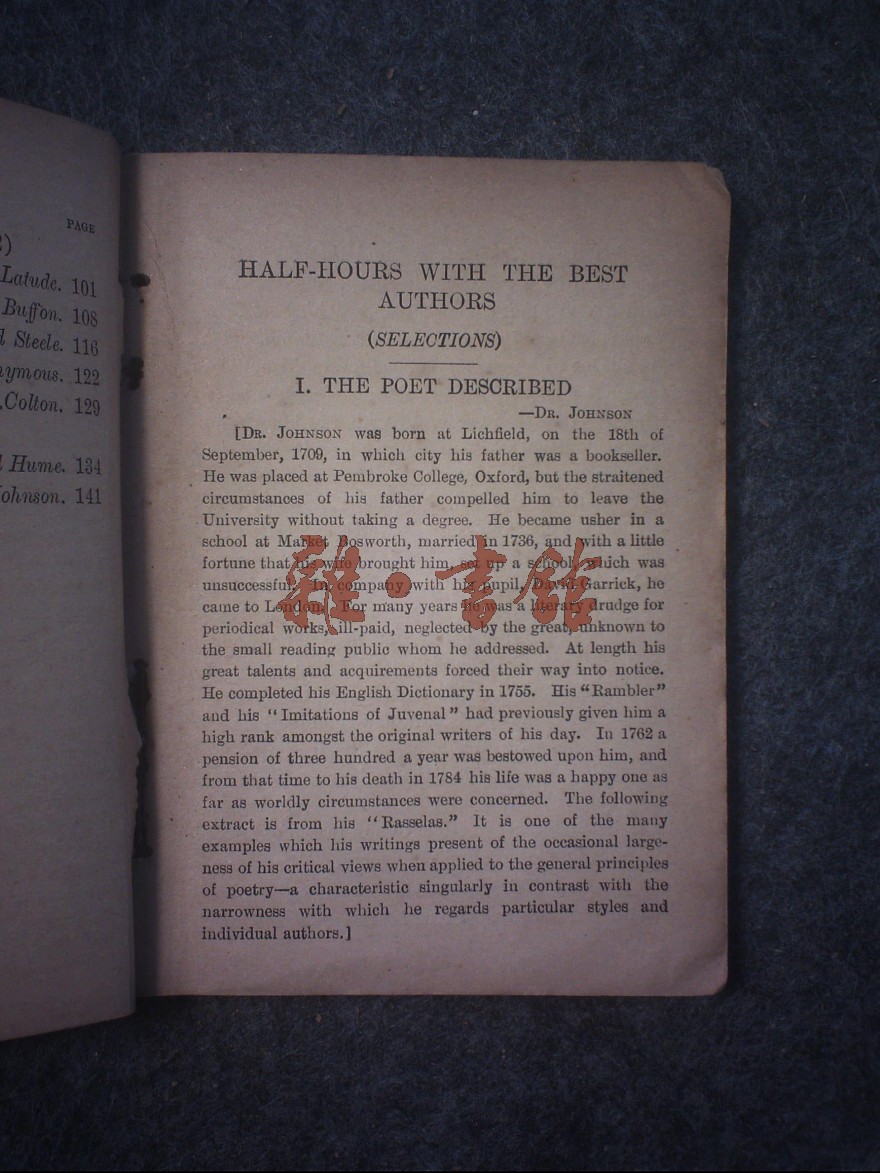 PAGE
Latude. 101
Buffon. 108
Steele. 116
122
Colton. 129
Hume. 134
141
HALF-HOURS WITH THE BEST
AUTHORS
(SELECTIONS)
I. THE POET DESCRIBED
—DR. JOHNSON
[DR. JOHNSON was born at Lichfield, on the 18th of
September, 1709, in which city his father was a bookseller.
He was placed at Pembroke College, Oxford, but the straitened
circumstances of his father compelled him to leave the
University without taking a degree. He became usher in a
school at Market Bosworth, married in 1736, and with a little
fortune that his wife brought him, set up a school, which was
unsuccessful. In company with his pupil, David Garrick, he
came to London. For many years he was a literary drudge for
periodical works, ill-paid, neglected by the great, unknown to
the small reading public whom he addressed. At length his
great talents and acquirements forced their way into notice.
He completed his English Dictionary in 1755. His "Rambler"
and his "Imitations of Juvenal" had previously given him a
high rank amongst the original writers of his day. In 1762 a
pension of three hundred a year was bestowed upon him, and
from that time to his death in 1784 his life was a happy one as
far as worldly circumstances were concerned. The following
extract is from his "Rasselas." It is one of the many
examples which his writings present of the occasional large-
ness of his critical views when applied to the general principles
of poetry—a characteristic singularly in contrast with the
narrowness with which he regards particular styles and
individual authors.]
雜·書館